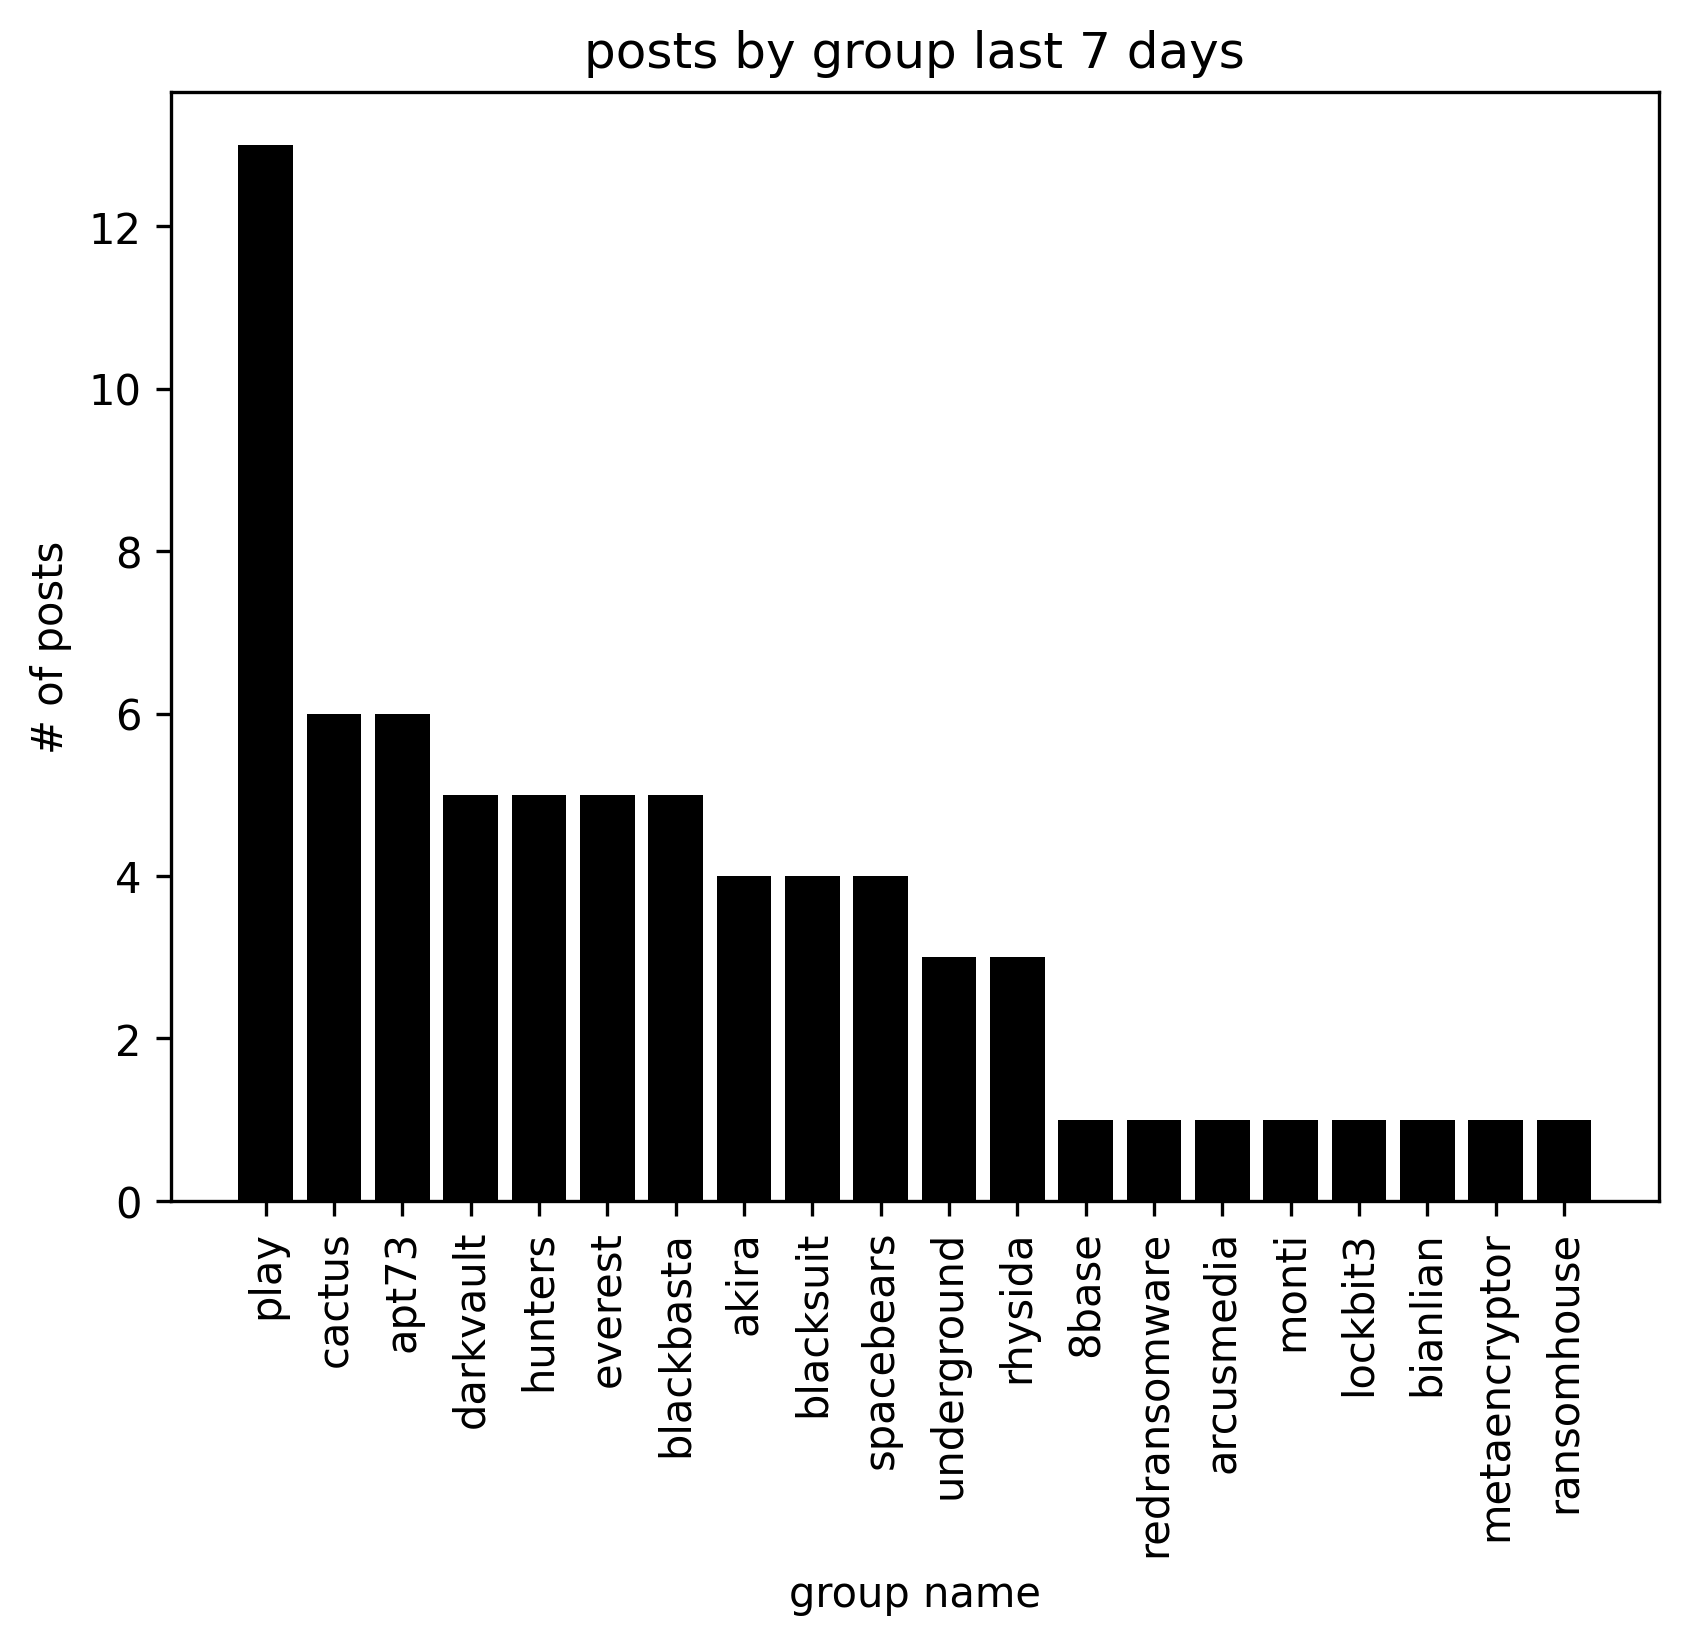 posts by group last 7 days
# of posts
12
10
8
6
4
2
0
play
cactus
apt73
darkvault
hunters
everest
blackbasta
akira
blacksuit
spacebears
underground
rhysida
8base
redransomware
arcusmedia
monti
lockbit3
bianlian
metaencryptor
ransomhouse
group name